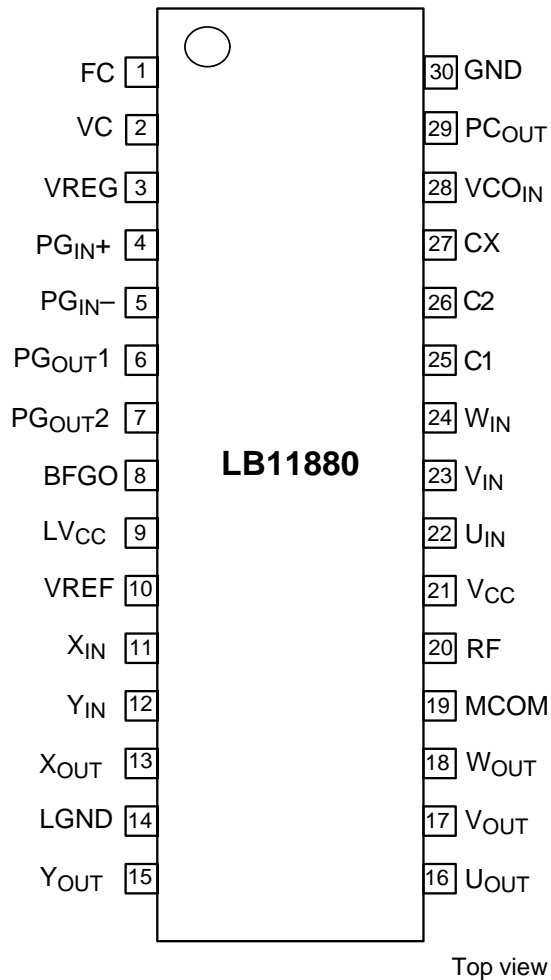 FC 1
VC 2
VREG 3
PGIN+ 4
PGIN– 5
PGOUT1 6
PGOUT2 7
BFGO 8
LVCC 9
VREF 10
XIN 11
YIN 12
XOUT 13
LGND 14
YOUT 15
LB11880
30 GND
29 PCOUT
28 VCOIN
27 CX
26 C2
25 C1
24 WIN
23 VIN
22 UIN
21 VCC
20 RF
19 MCOM
18 WOUT
17 VOUT
16 UOUT
Top view